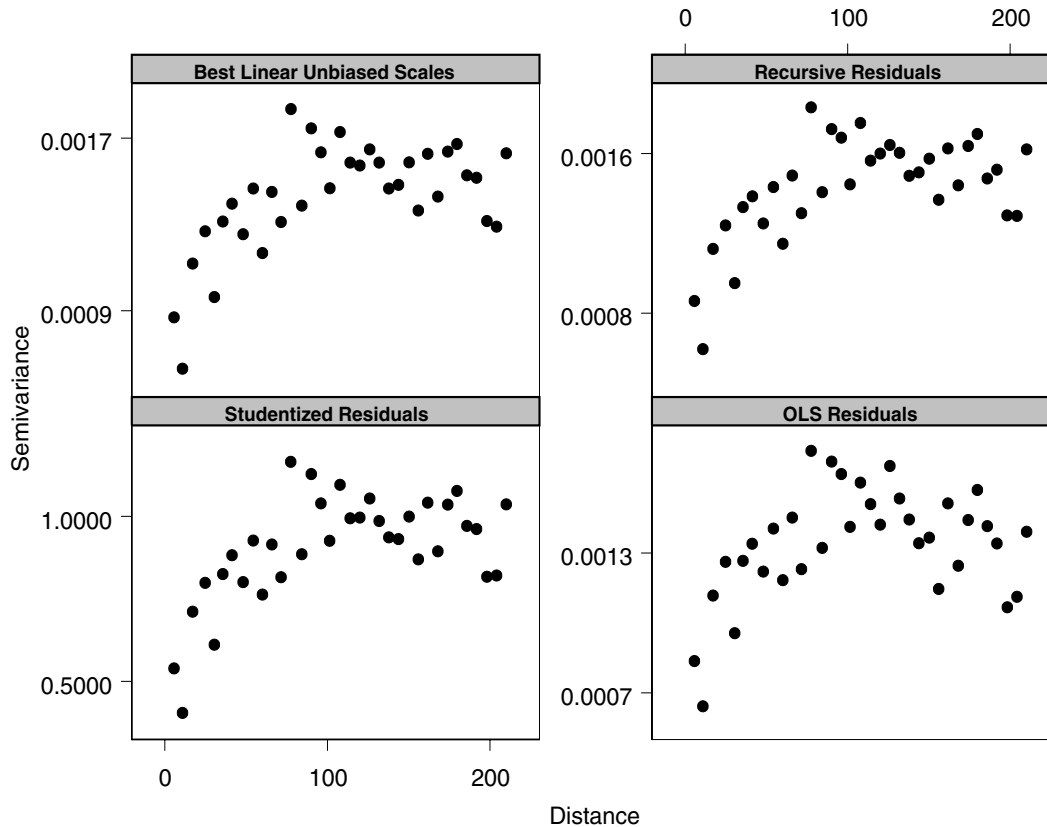 0 100 200
Best Linear Unbiased Scales
Recursive Residuals
0.0017
0.0009
0.0016
0.0008
Semivariance
Studentized Residuals
OLS Residuals
1.0000
0.5000
0.0013
0.0007
0 100 200
Distance